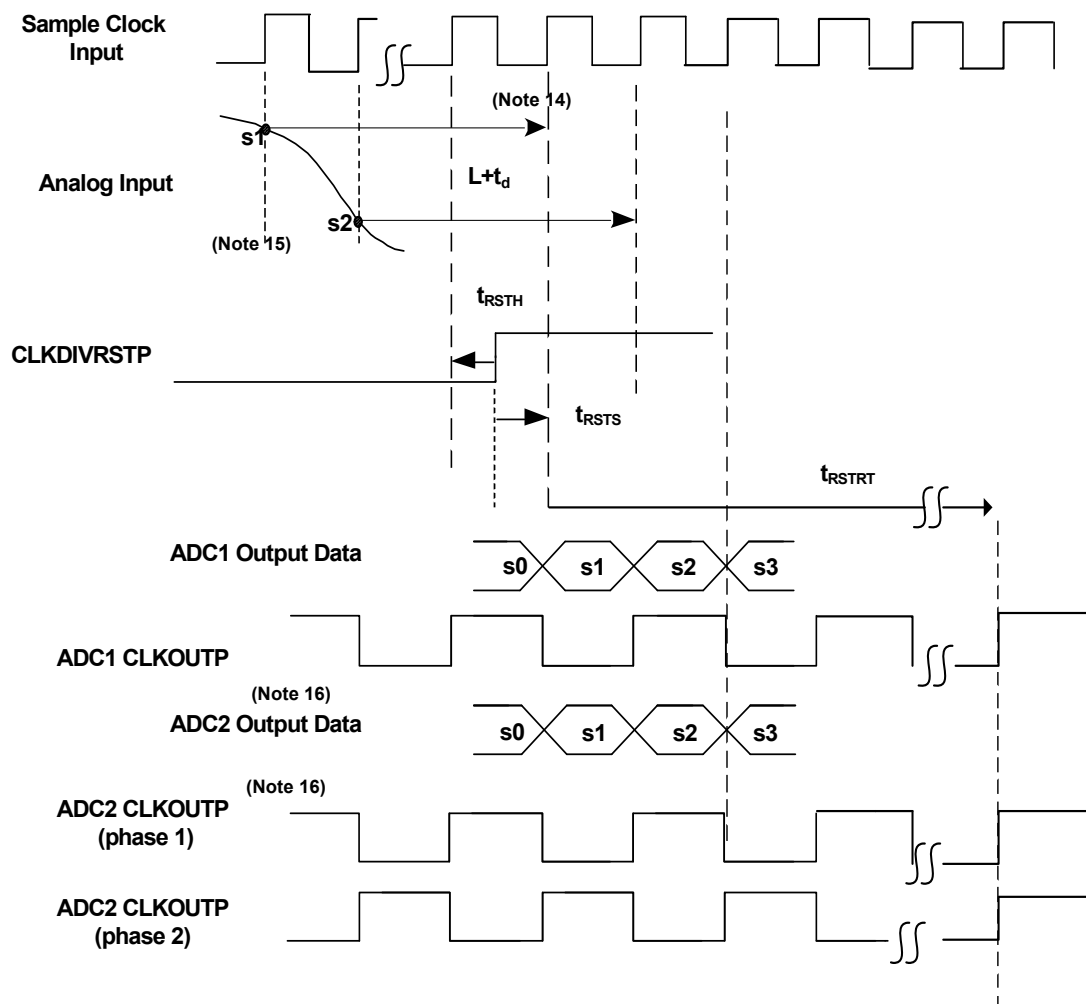 Sample Clock
Input
(Note 14)
s1
Analog Input
L+td
s2
(Note 15)
tRSTH
CLKDIVRSTP
tRSTS
tRSTRT
ADC1 Output Data
s0 s1 s2 s3
ADC1 CLKOUTP
(Note 16)
ADC2 Output Data
s0 s1 s2 s3
(Note 16)
ADC2 CLKOUTP
(phase 1)
ADC2 CLKOUTP
(phase 2)